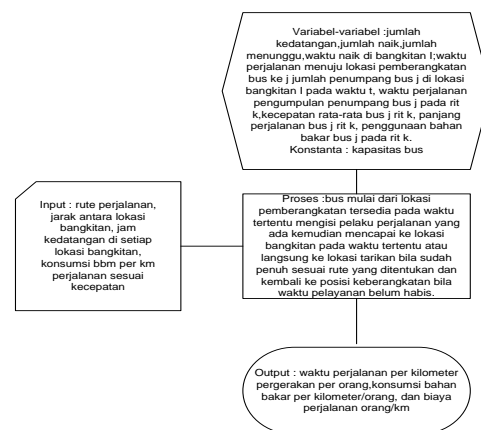 Variabel-variabel :jumlah
kedatangan,jumlah naik,jumlah
menunggu,waktu naik di bangkitan I;waktu
perjalanan menuju lokasi pemberangkatan
bus ke j jumlah penumpang bus j di lokasi
bangkitan I pada waktu t, waktu perjalanan
pengumpulan penumpang bus j pada rit
k,kecepatan rata-rata bus j rit k, panjang
perjalanan bus j rit k, penggunaan bahan
bakar bus j pada rit k.
Konstanta : kapasitas bus
Input : rute perjalanan,
jarak antara lokasi
bangkitan, jam
kedatangan di setiap
lokasi bangkitan,
konsumsi bbm per km
perjalanan sesuai
kecepatan
Proses :bus mulai dari lokasi
pemberangkatan tersedia pada waktu
tertentu mengisi pelaku perjalanan yang
ada kemudian mencapai ke lokasi
bangkitan pada waktu tertentu atau
langsung ke lokasi tarikan bila sudah
penuh sesuai rute yang ditentukan dan
kembali ke posisi keberangkatan bila
waktu pelayanan belum habis.
Output : waktu perjalanan per kilometer
pergerakan per orang,konsumsi bahan
bakar per kilometer/orang, dan biaya
perjalanan orang/km